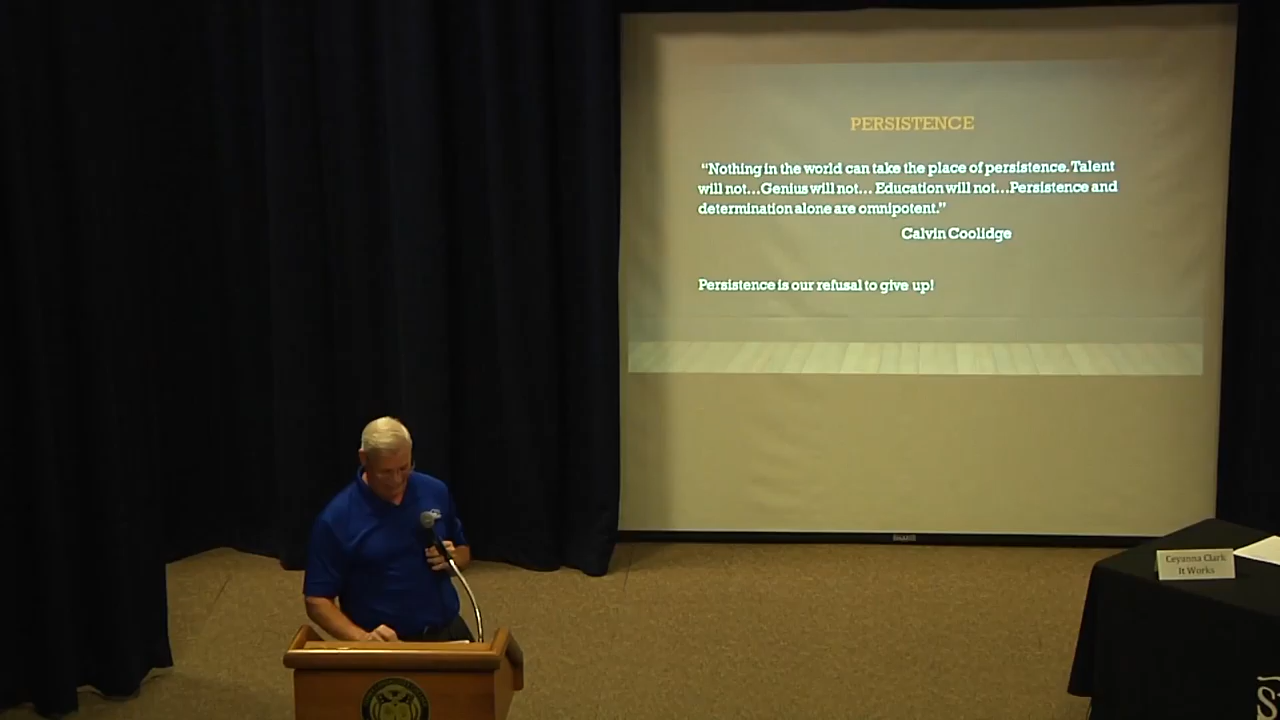 PERSISTENCE
“Nothing in the world can take the place of persistence. Talent
will not...Genius will not... Education will not...Persistence and
determination alone are omnipotent.”
Calvin Coolidge
Persistence is our refusal to give up!
Ceyanna Clark
It Works